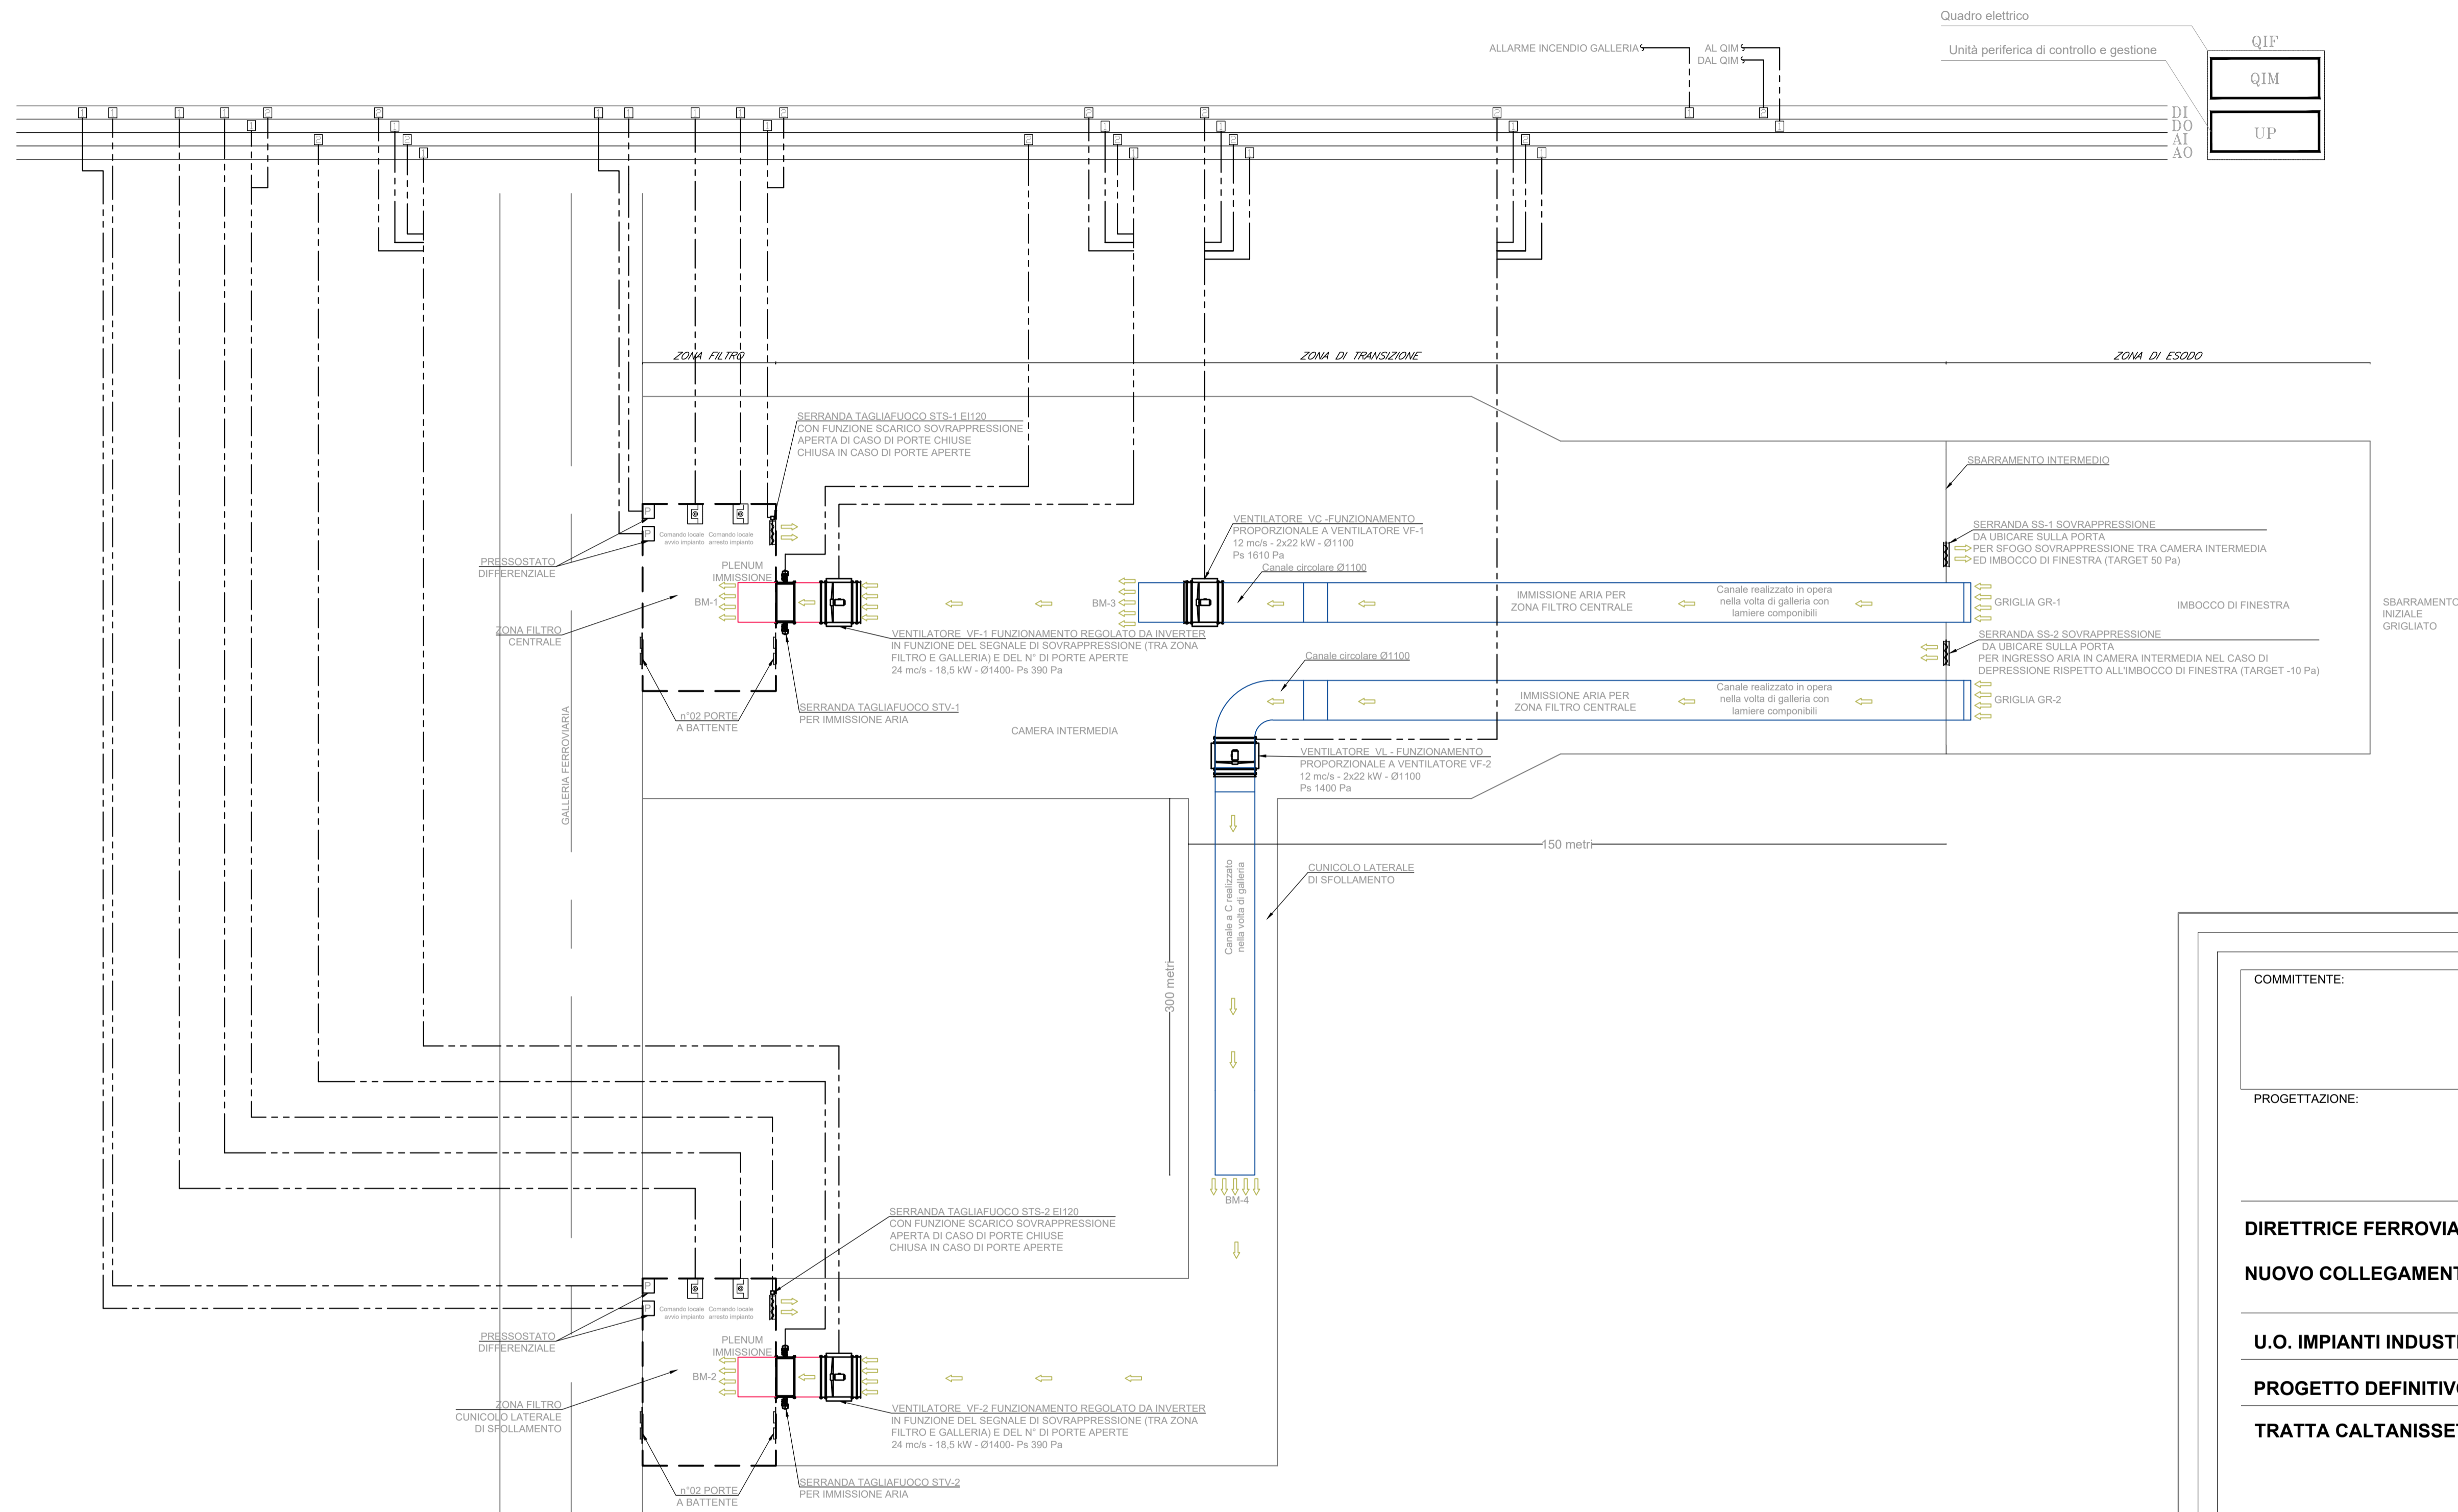 Quadro elettrico
Unità periferica di controllo e gestione
QIF
QIM
UP
ALLARME INCENDIO GALLERIA
AL QIM
DAL QIM
DI
DO
AI
AO
ZONA FILTRO
ZONA DI TRANSIZIONE
ZONA DI ESODO
SERRANDA TAGLIAFUOCO STS-1 EI120
CON FUNZIONE SCARICO SOVRAPPRESSIONE
APERTA DI CASO DI PORTE CHIUSE
CHIUSA IN CASO DI PORTE APERTE
SBARRAMENTO INTERMEDIO
P
P
Comando locale
avvio impianto
Comando locale
arresto impianto
PRESSOSTATO
DIFFERENZIALE
PLENUM
IMMISSIONE
BM-1
ZONA FILTRO
CENTRALE
n°02 PORTE
A BATTENTE
SERRANDA TAGLIAFUOCO STV-1
PER IMMISSIONE ARIA
VENTILATORE VF-1 FUNZIONAMENTO REGOLATO DA INVERTER
IN FUNZIONE DEL SEGNALE DI SOVRAPPRESSIONE (TRA ZONA
FILTRO E GALLERIA) E DEL N° DI PORTE APERTE
24 mc/s - 18,5 kW - Ø1400- Ps 390 Pa
CAMERA INTERMEDIA
BM-3
VENTILATORE VC -FUNZIONAMENTO
PROPORZIONALE A VENTILATORE VF-1
12 mc/s - 2x22 kW - Ø1100
Ps 1610 Pa
Canale circolare Ø1100
IMMISSIONE ARIA PER
ZONA FILTRO CENTRALE
Canale realizzato in opera
nella volta di galleria con
lamiere componibili
SERRANDA SS-1 SOVRAPPRESSIONE
DA UBICARE SULLA PORTA
PER SFOGO SOVRAPPRESSIONE TRA CAMERA INTERMEDIA
ED IMBOCCO DI FINESTRA (TARGET 50 Pa)
GRIGLIA GR-1
IMBOCCO DI FINESTRA
SBARRAMENTO
INIZIALE
GRIGLIATO
SERRANDA SS-2 SOVRAPPRESSIONE
DA UBICARE SULLA PORTA
PER INGRESSO ARIA IN CAMERA INTERMEDIA NEL CASO DI
DEPRESSIONE RISPETTO ALL'IMBOCCO DI FINESTRA (TARGET -10 Pa)
Canale circolare Ø1100
IMMISSIONE ARIA PER
ZONA FILTRO CENTRALE
Canale realizzato in opera
nella volta di galleria con
lamiere componibili
GRIGLIA GR-2
VENTILATORE VL - FUNZIONAMENTO
PROPORZIONALE A VENTILATORE VF-2
12 mc/s - 2x22 kW - Ø1100
Ps 1400 Pa
GALLERIA FERROVIARIA
150 metri
300 metri
Canale a C realizzato
nella volta di galleria
CUNICOLO LATERALE
DI SFOLLAMENTO
BM-4
SERRANDA TAGLIAFUOCO STS-2 EI120
CON FUNZIONE SCARICO SOVRAPPRESSIONE
APERTA DI CASO DI PORTE CHIUSE
CHIUSA IN CASO DI PORTE APERTE
P
P
Comando locale
avvio impianto
Comando locale
arresto impianto
PRESSOSTATO
DIFFERENZIALE
PLENUM
IMMISSIONE
BM-2
ZONA FILTRO
CUNICOLO LATERALE
DI SFOLLAMENTO
VENTILATORE VF-2 FUNZIONAMENTO REGOLATO DA INVERTER
IN FUNZIONE DEL SEGNALE DI SOVRAPPRESSIONE (TRA ZONA
FILTRO E GALLERIA) E DEL N° DI PORTE APERTE
24 mc/s - 18,5 kW - Ø1400- Ps 390 Pa
n°02 PORTE
A BATTENTE
SERRANDA TAGLIAFUOCO STV-2
PER IMMISSIONE ARIA
COMMITTENTE:
PROGETTAZIONE:
DIRETTRICE FERROVIA
NUOVO COLLEGAMENT
U.O. IMPIANTI INDUSTI
PROGETTO DEFINITIVO
TRATTA CALTANISSET